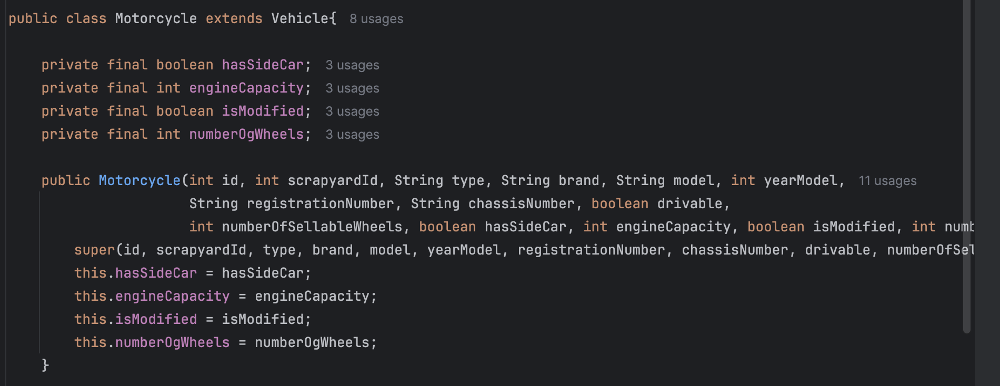 public class Motorcycle extends Vehicle{ 8 usages
private final boolean hasSideCar; 3 usages
private final int engineCapacity; 3 usages
private final boolean isModified; 3 usages
private final int numberOgWheels; 3 usages
public Motorcycle(int id, int scrapyardId, String type, String brand, String model, int yearModel, 11 usages
String registrationNumber, String chassisNumber, boolean drivable,
int numberOfSellableWheels, boolean hasSideCar, int engineCapacity, boolean isModified, int
super(id, scrapyardId, type, brand, model, yearModel, registrationNumber, chassisNumber, drivable,
this.hasSideCar = hasSideCar;
this.engineCapacity = engineCapacity;
this.isModified = isModified;
this.numberOgWheels = numberOgWheels;
}